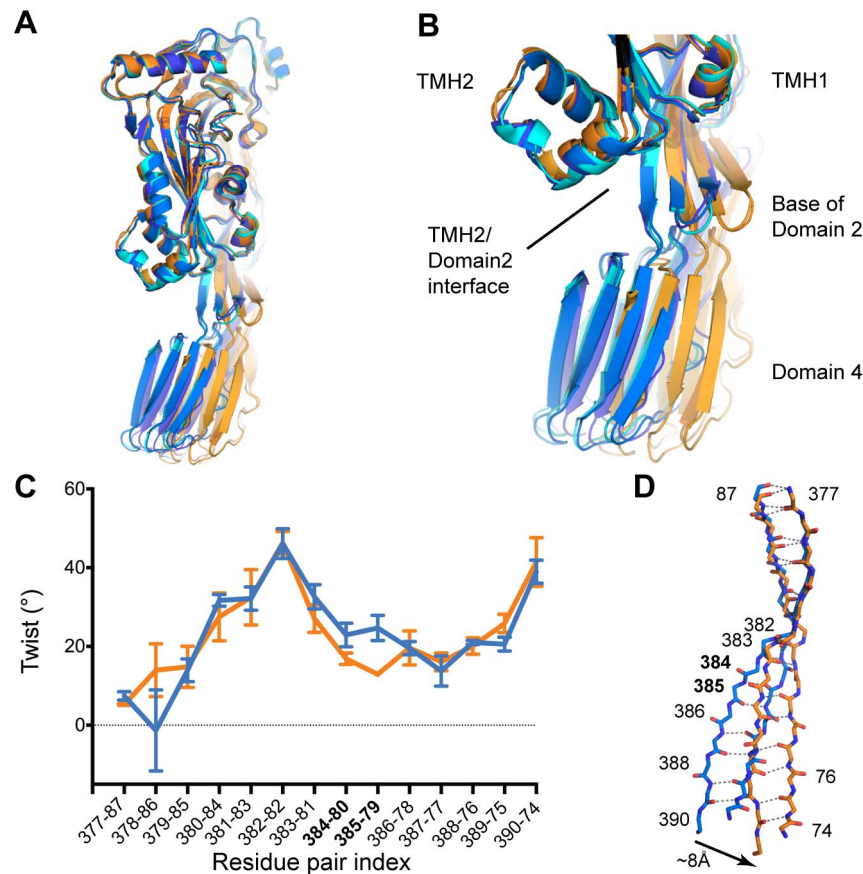 A
B
TMH2
TMH1
Base of
Domain 2
TMH2/
Domain2
interface
Domain 4
C
60
40
20
0
Twist (°)
377-87
378-86
379-85
380-84
381-83
382-82
383-81
384-80
385-79
386-78
387-77
388-76
389-75
390-74
Residue pair index
D
87
377
382
383
384
385
386
388
76
390
74
~8Å